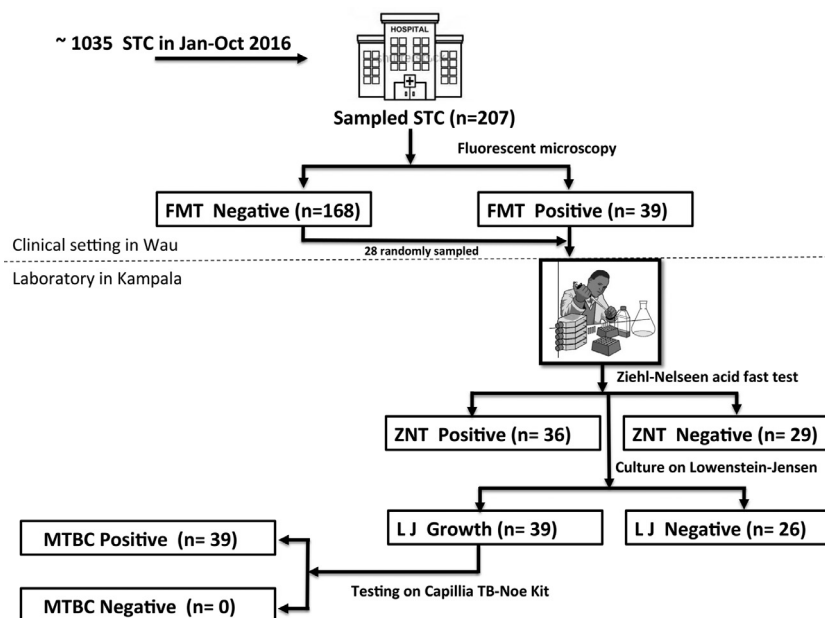 ~ 1035 STC in Jan-Oct 2016
HOSPITAL
Sampled STC (n=207)
Fluorescent microscopy
FMT Negative (n=168)
FMT Positive (n= 39)
Clinical setting in Wau
28 randomly sampled
Laboratory in Kampala
Ziehl-Nelseen acid fast test
ZNT Positive (n= 36)
ZNT Negative (n= 29)
Culture on Lowenstein-Jensen
L J Growth (n= 39)
L J Negative (n= 26)
MTBC Positive (n= 39)
Testing on Capillia TB-Noe Kit
MTBC Negative (n= 0)